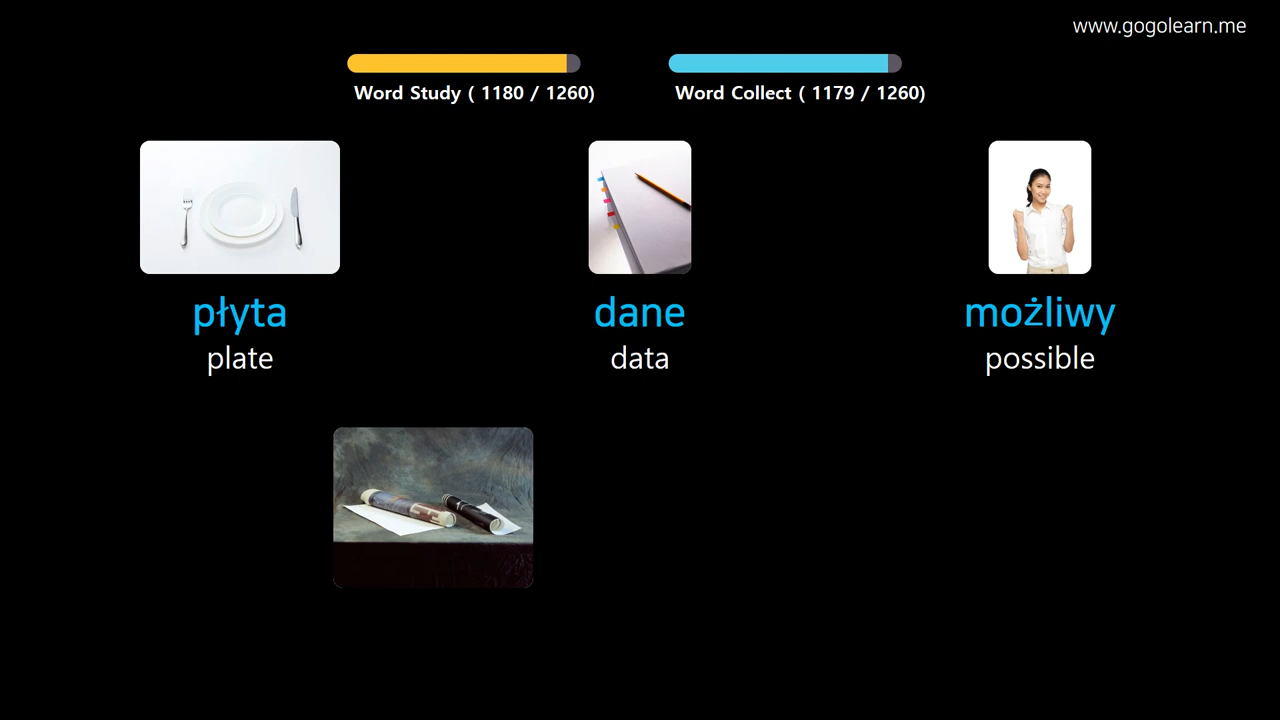 www.gogolearn.me
Word Study ( 1180 / 1260)
Word Collect ( 1179 / 1260)
płyta
plate
dane
data
możliwy
possible